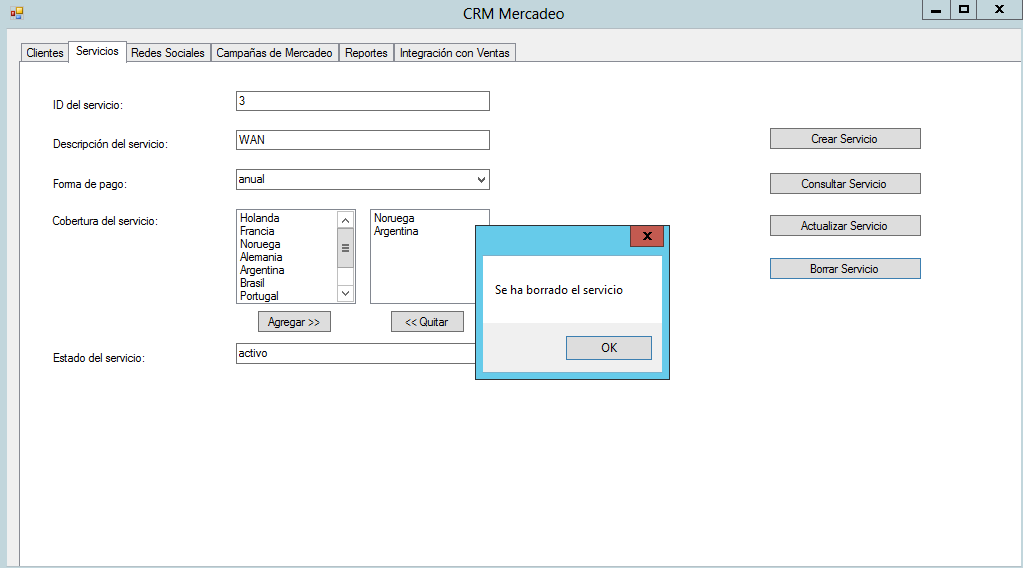 CRM Mercadeo
Clientes Servicios Redes Sociales Campañas de Mercadeo Reportes Integración con Ventas
ID del servicio: 3
Descripción del servicio: WAN
Forma de pago: anual
Cobertura del servicio:
Holanda
Francia
Noruega
Alemania
Argentina
Brasil
Portugal
Noruega
Argentina
Agregar >> << Quitar
Estado del servicio: activo
Crear Servicio
Consultar Servicio
Actualizar Servicio
Borrar Servicio
Se ha borrado el servicio
OK